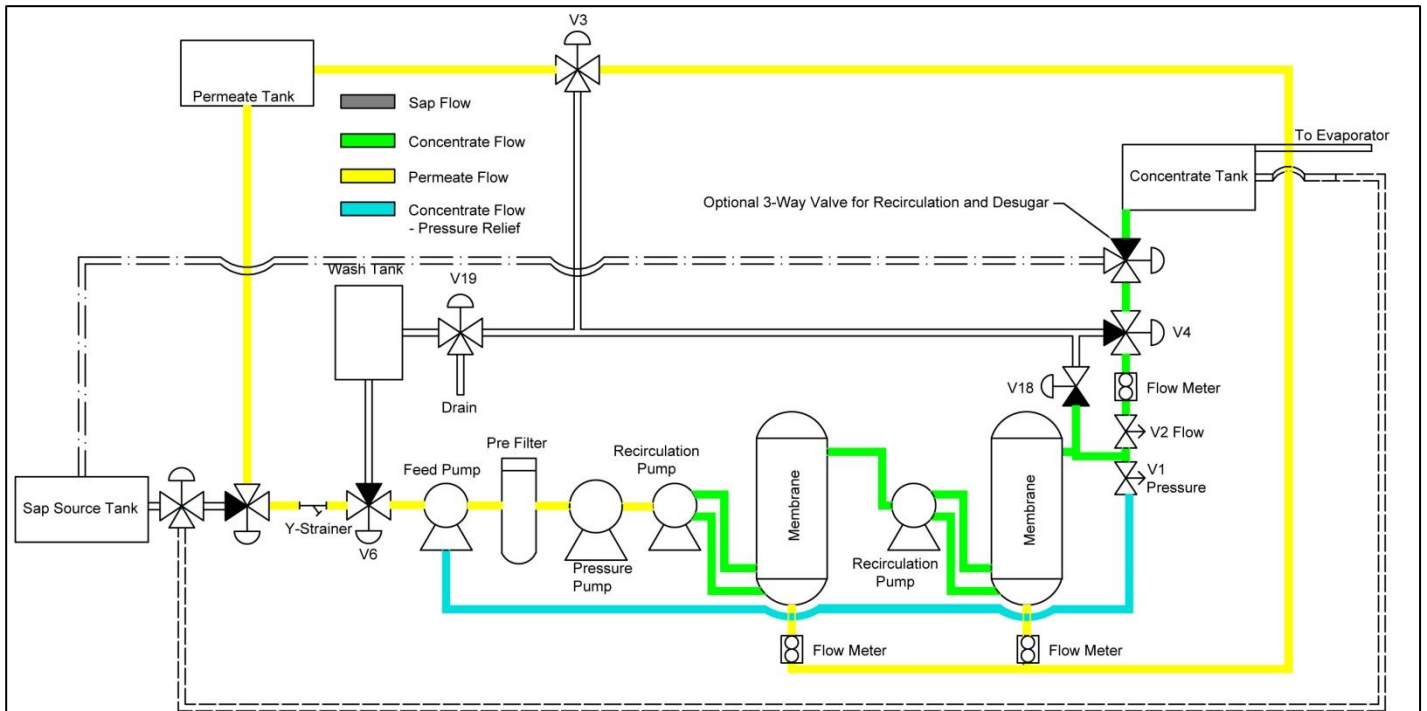 V3
Permeate Tank
Sap Flow
Concentrate Flow
Permeate Flow
Concentrate Flow
- Pressure Relief
To Evaporator
Concentrate Tank
Optional 3-Way Valve for Recirculation and Desugar
Wash Tank
V19
V4
Drain
V18
Flow Meter
V2 Flow
V1
Pressure
Pre Filter
Recirculation
Pump
Feed Pump
Sap Source Tank
Y-Strainer
V6
Pressure
Pump
Membrane
Recirculation
Pump
Membrane
Flow Meter
Flow Meter